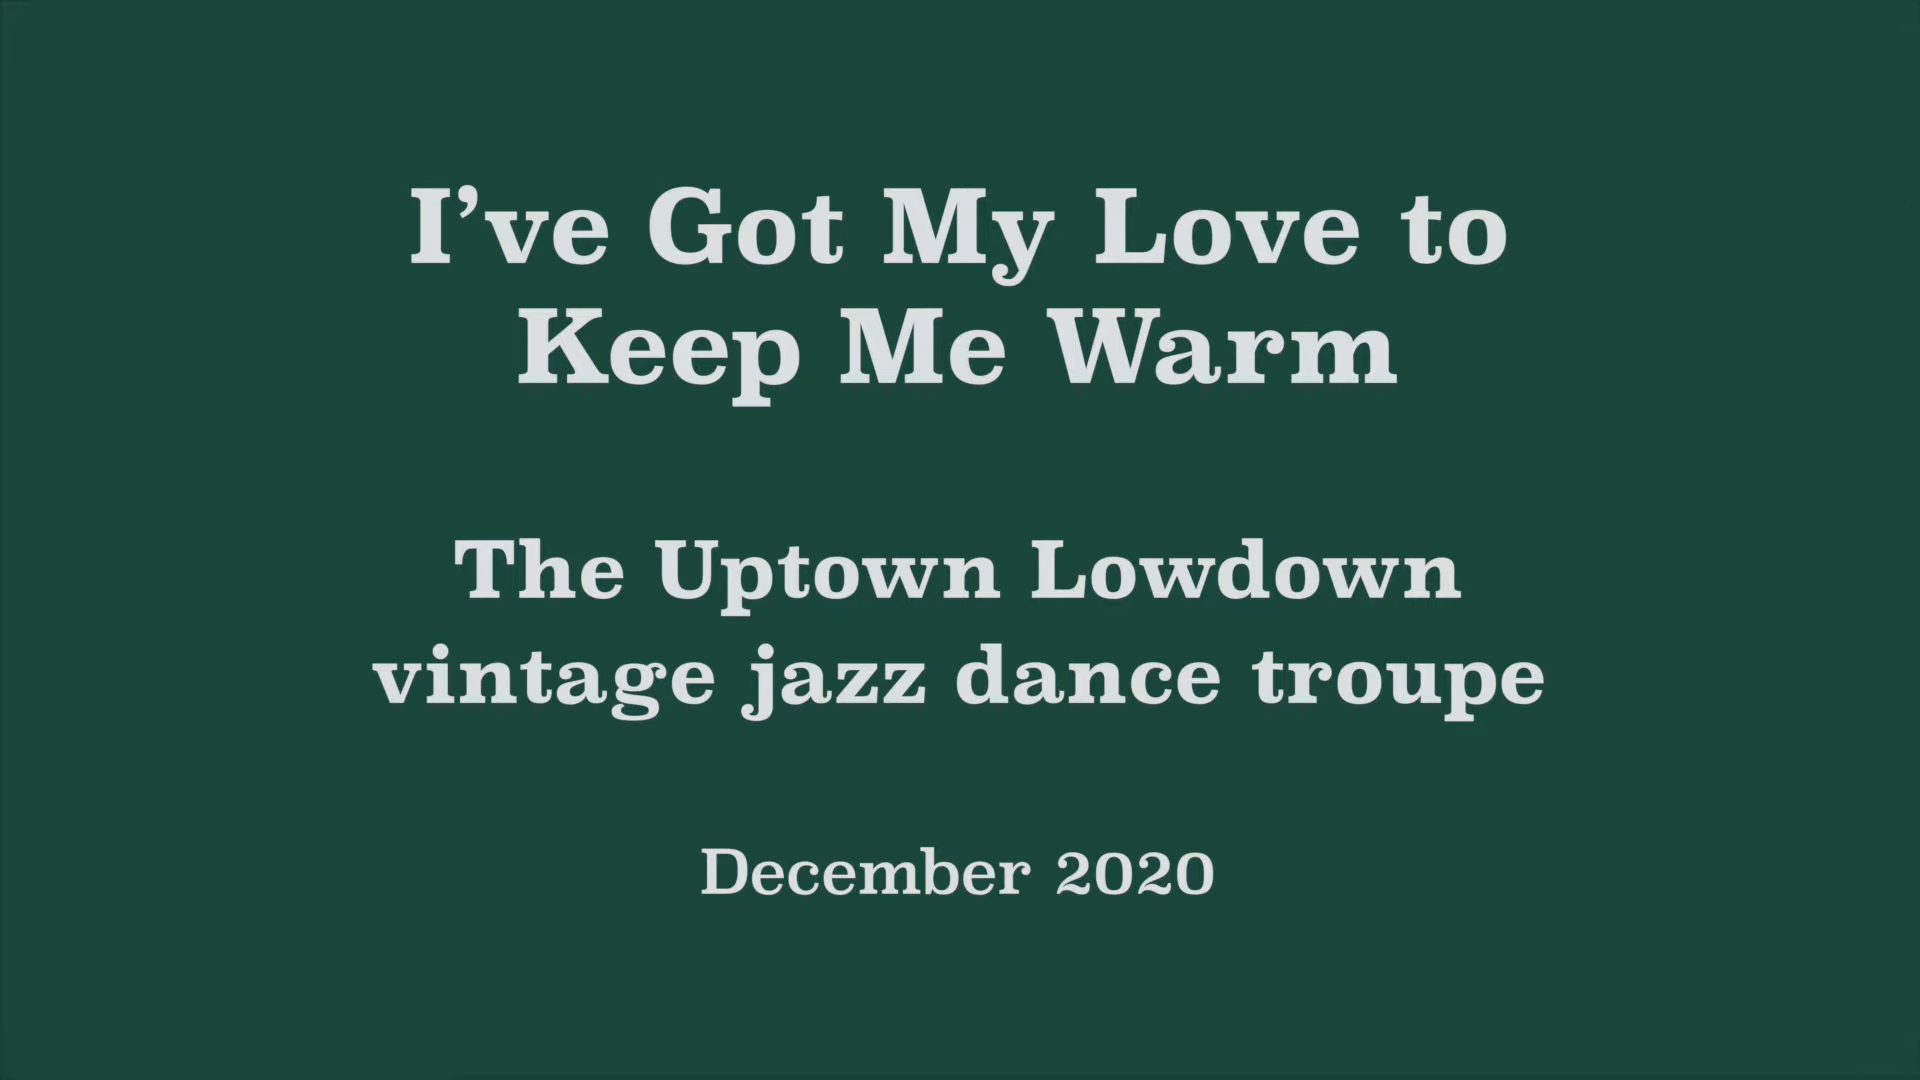 I’ve Got My Love to
Keep Me Warm
The Uptown Lowdown
vintage jazz dance troupe
December 2020